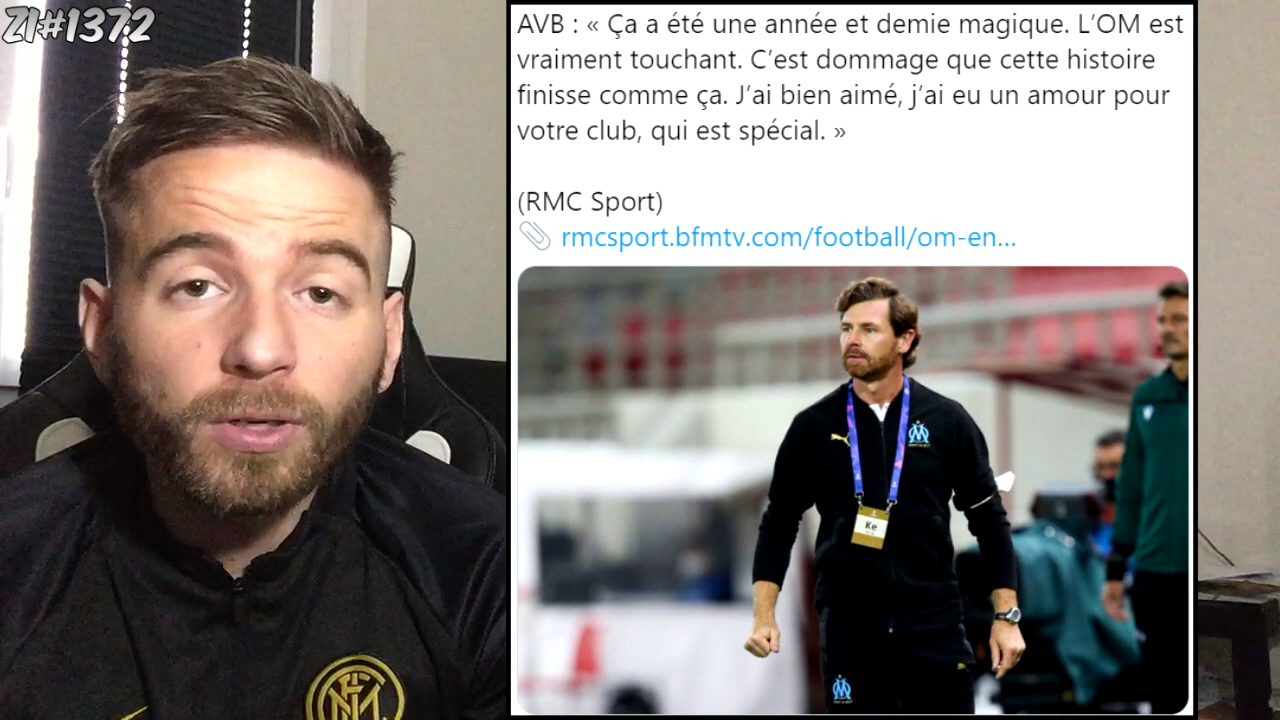 ZI#1372
AVB : « Ça a été une année et demie magique. L’OM est
vraiment touchant. C’est dommage que cette histoire
finisse comme ça. J’ai bien aimé, j’ai eu un amour pour
votre club, qui est spécial. »
(RMC Sport)
rmcsport.bfmtv.com/football/om-en...
Ke